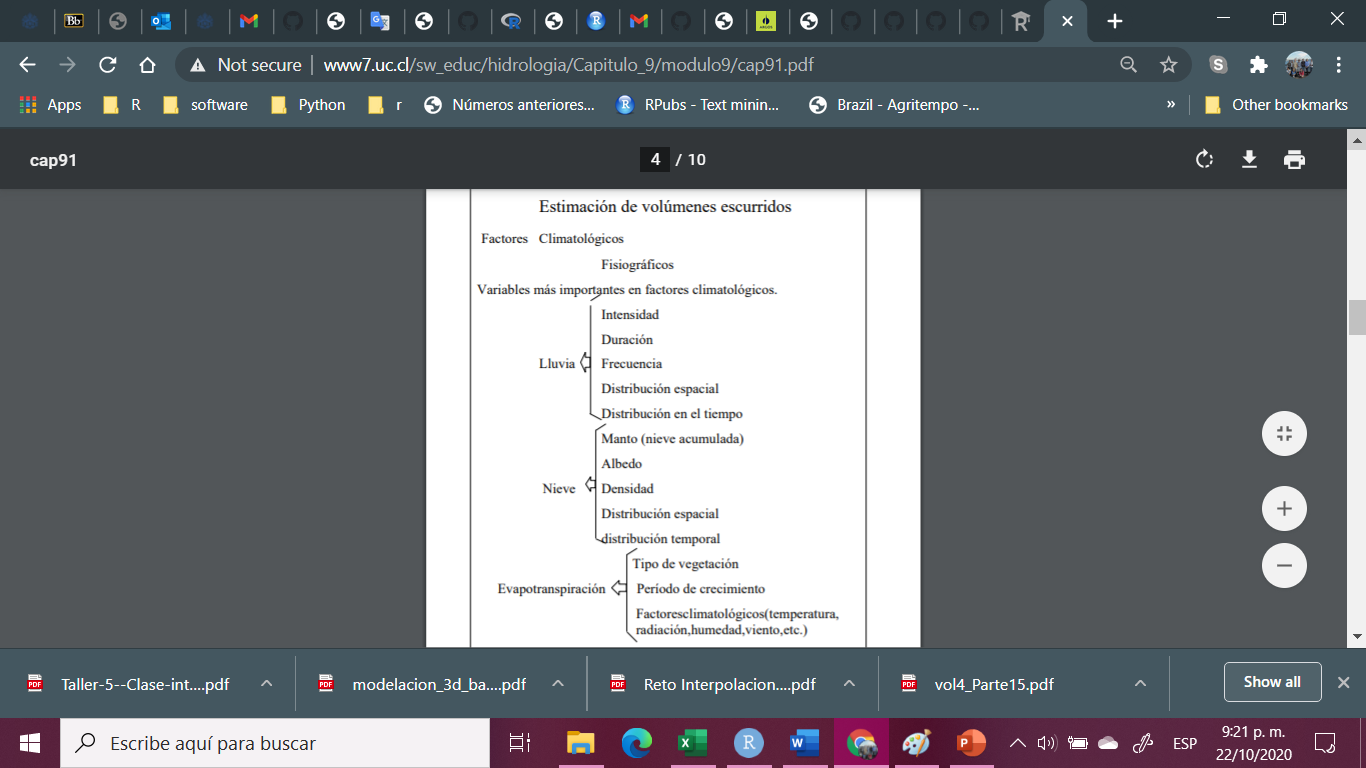 Bb
Not secure
www7.uc.cl/sw_educ/hidrologia/Capitulo_9/modulo9/cap91.pdf
Apps
R
software
Python
r
Números anteriores...
RPubs - Text minin...
Brazil - Agritempo -...
»
Other bookmarks
cap91
4 / 10
Estimación de volúmenes escurridos
Factores Climatológicos
Fisiográficos
Variables más importantes en factores climatológicos.
Intensidad
Duración
Lluvia
Frecuencia
Distribución espacial
Distribución en el tiempo
Manto (nieve acumulada)
Albedo
Nieve
Densidad
Distribución espacial
distribución temporal
Tipo de vegetación
Evapotranspiración
Período de crecimiento
Factoresclimatológicos(temperatura,
radiación,humedad,viento,etc.)
Taller-5--Clase-int....pdf
modelacion_3d_ba....pdf
Reto Interpolacion....pdf
vol4_Parte15.pdf
Show all
Escribe aquí para buscar
ESP
9:21 p. m.
22/10/2020